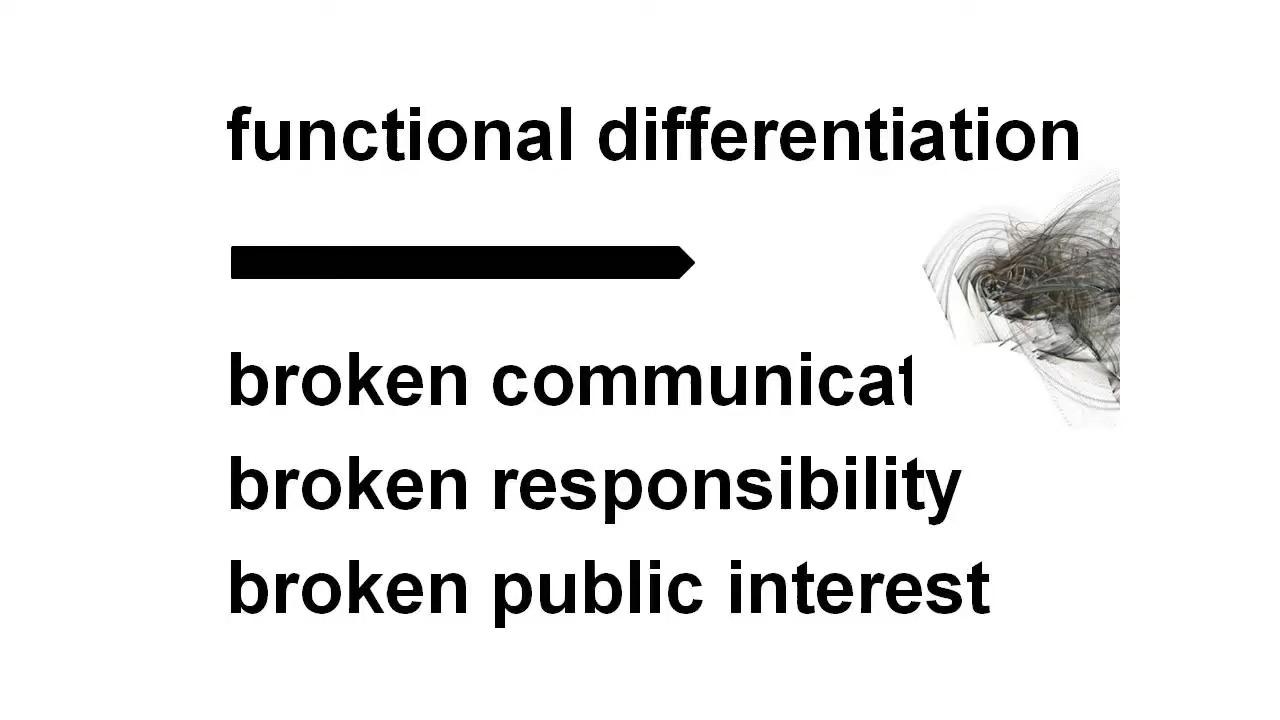 functional differentiation
broken communicat
broken responsibility
broken public interest